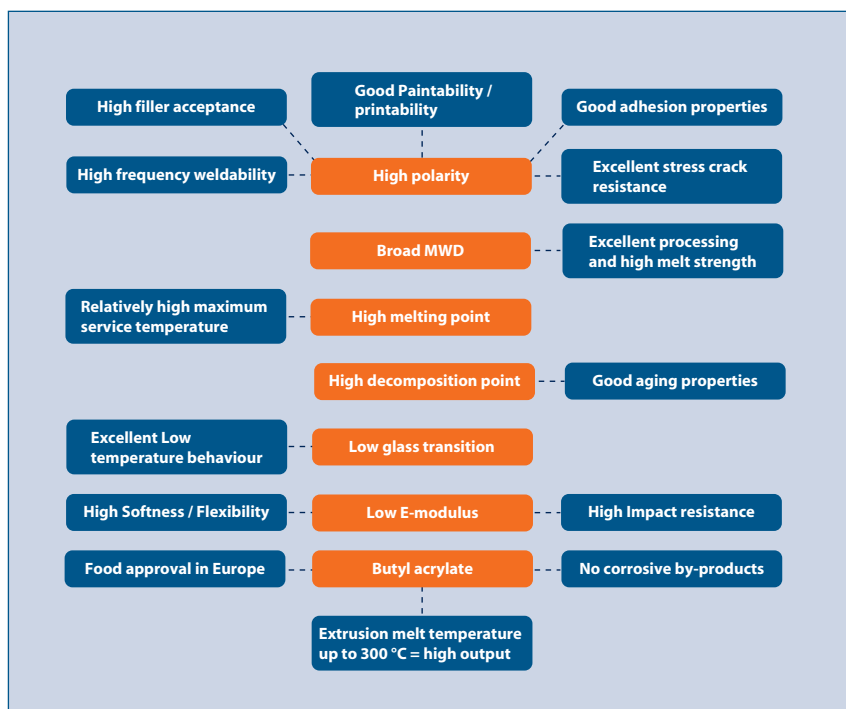 High filler acceptance
Good Paintability /
printability
Good adhesion properties
High frequency weldability
High polarity
Excellent stress crack
resistance
Broad MWD
Excellent processing
and high melt strength
Relatively high maximum
service temperature
High melting point
High decomposition point
Good aging properties
Excellent Low
temperature behaviour
Low glass transition
High Softness / Flexibility
Low E-modulus
High Impact resistance
Food approval in Europe
Butyl acrylate
No corrosive by-products
Extrusion melt temperature
up to 300 °C = high output